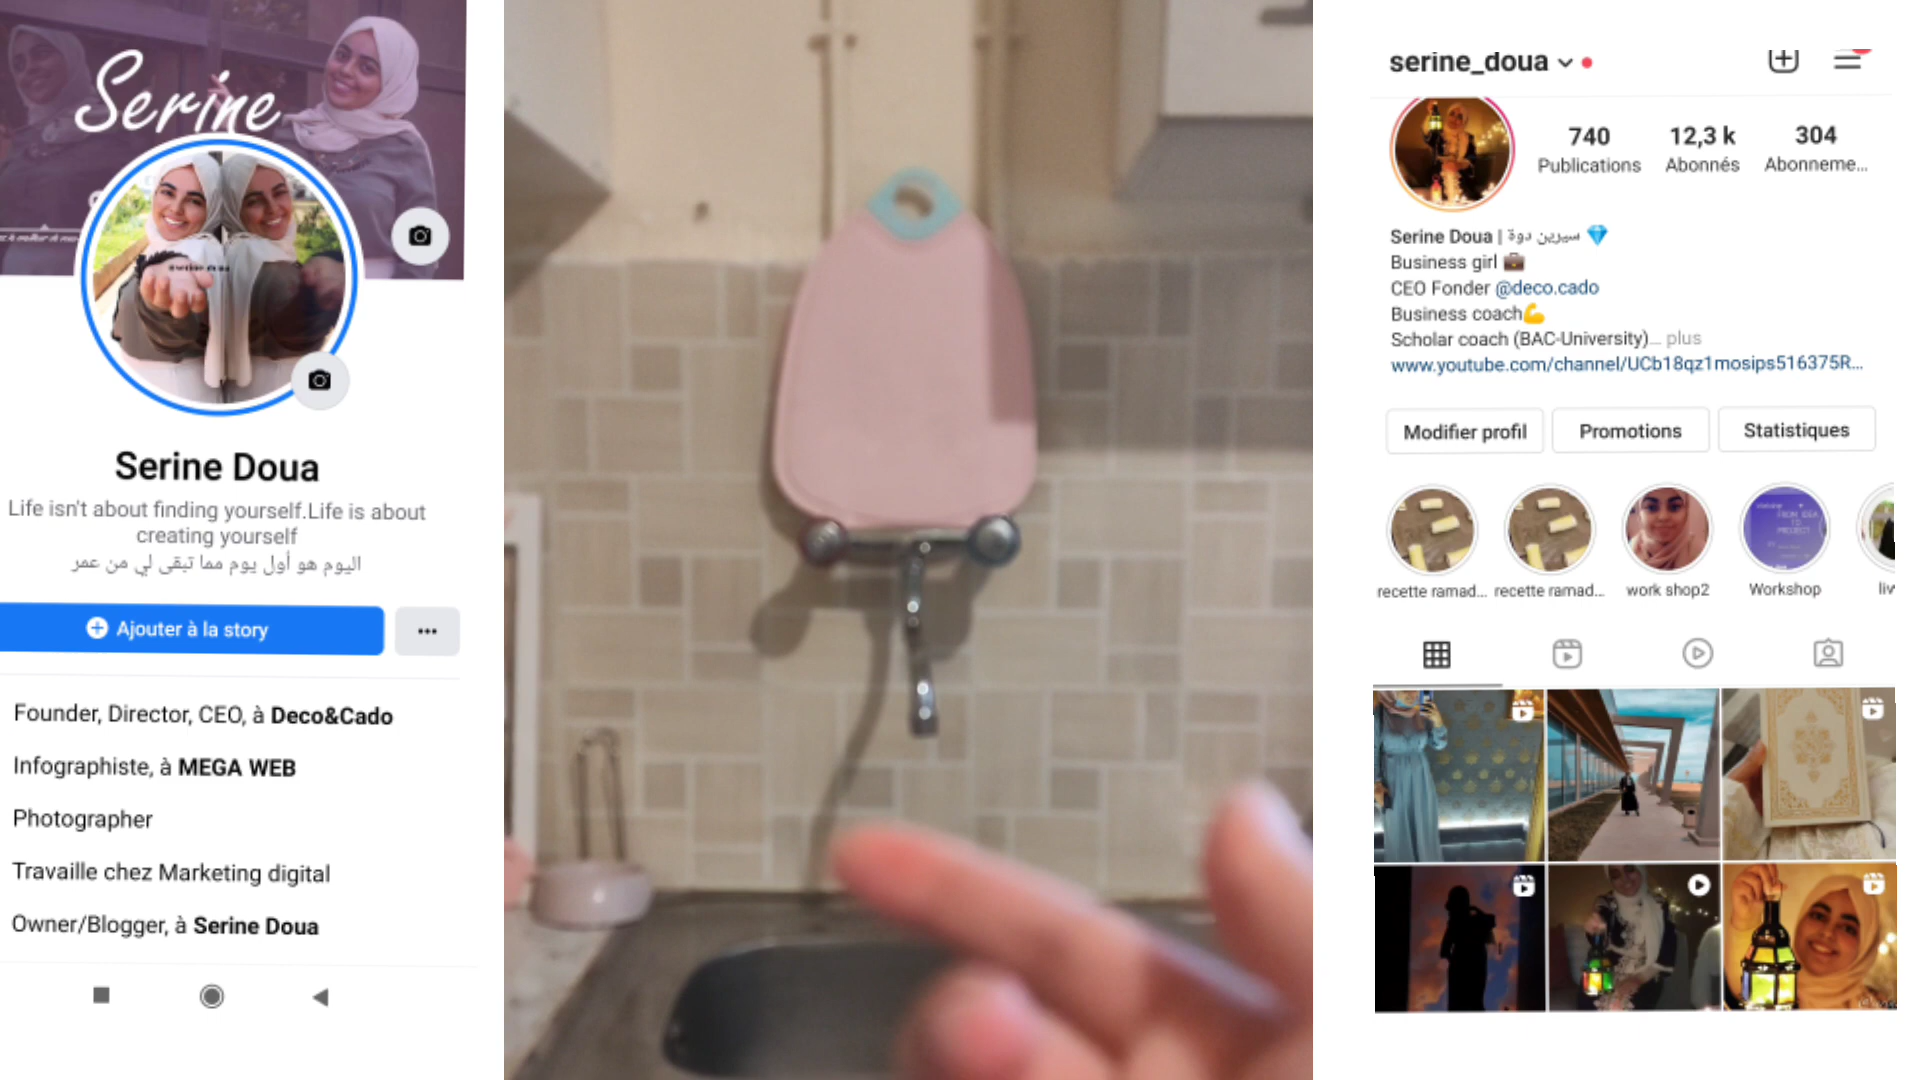 Serine
Serine Doua
Life isn't about finding yourself.Life is about
creating yourself
اليوم هو أول يوم مما تبقى لي من عمر
Ajouter à la story
Founder, Director, CEO, à Deco&Cado
Infographiste, à MEGA WEB
Photographer
Travaille chez Marketing digital
Owner/Blogger, à Serine Doua
serine_doua
740
12,3 k
304
Publications
Abonnés
Abonneme...
Serine Doua | سيرين دوة
Business girl
CEO Fonder @deco.cado
Business coach
Scholar coach (BAC-University)... plus
www.youtube.com/channel/UCb18qz1mosips516375R...
Modifier profil
Promotions
Statistiques
recette ramad...
recette ramad...
work shop2
Workshop
FROM IDEA
TO
PROJECT